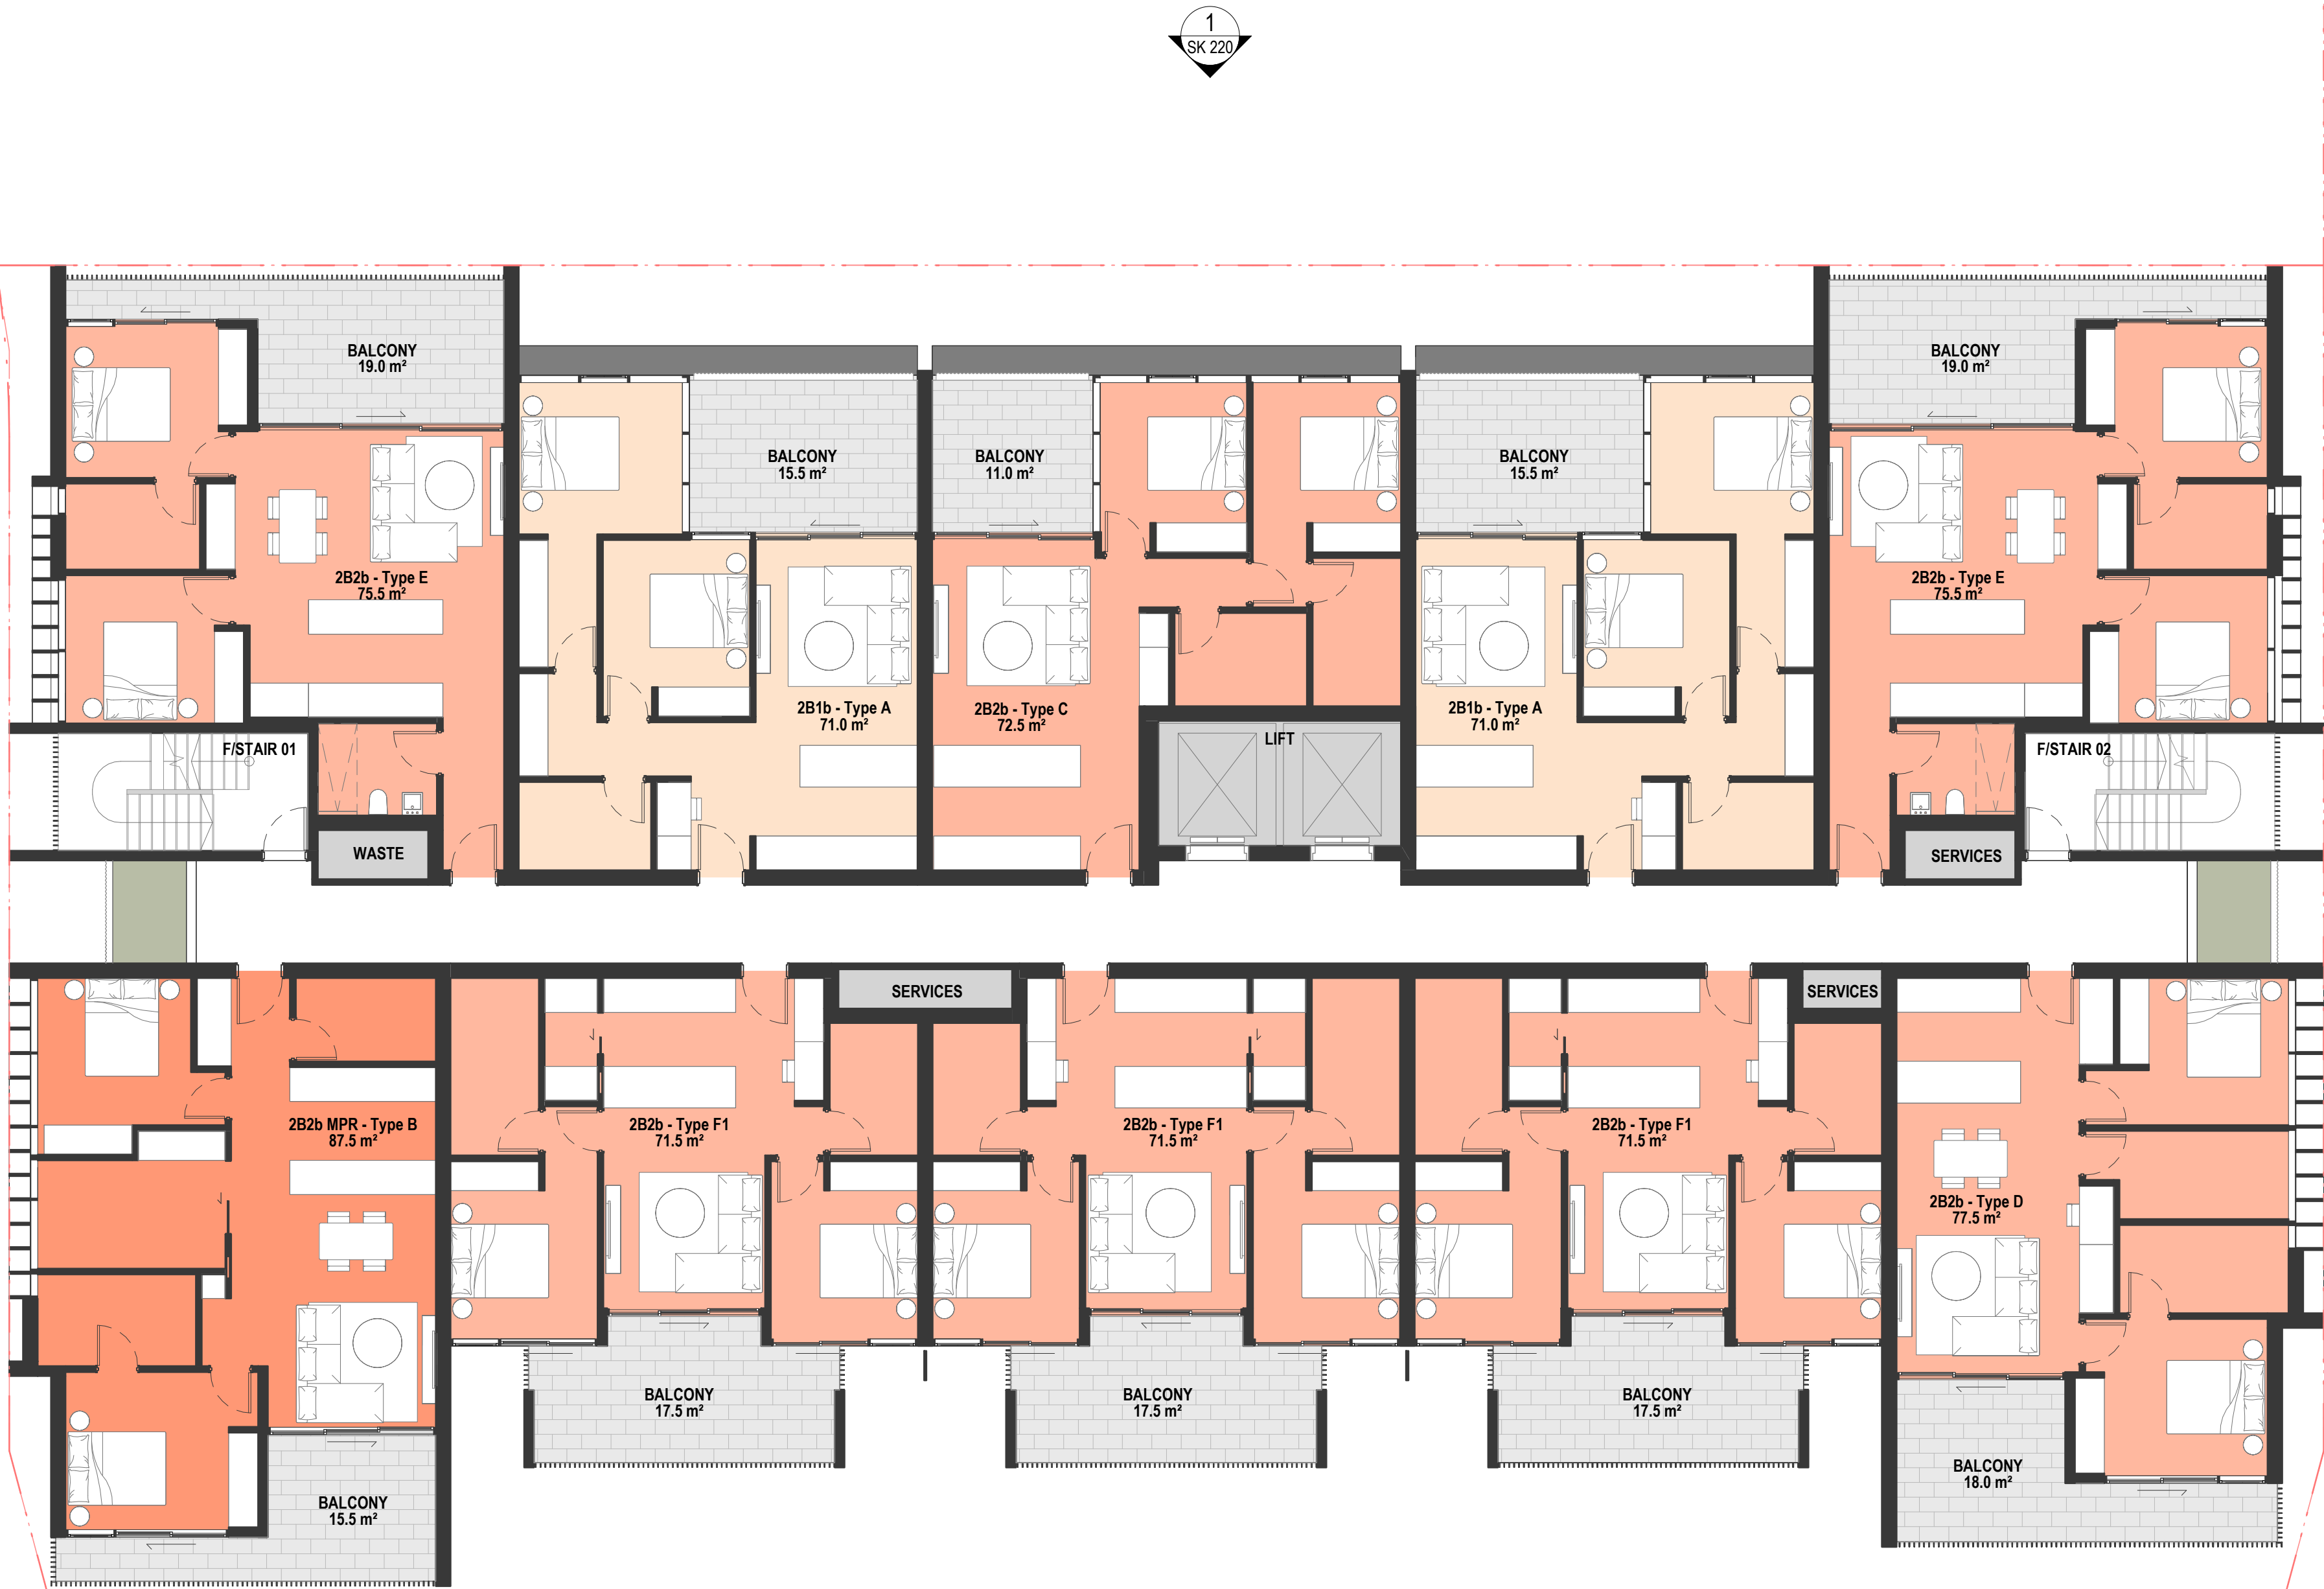 1
SK 220
BALCONY
19.0 m²
BALCONY
19.0 m²
BALCONY
15.5 m²
BALCONY
11.0 m²
BALCONY
15.5 m²
2B2b - Type E
75.5 m²
2B2b - Type E
75.5 m²
2B1b - Type A
71.0 m²
2B2b - Type C
72.5 m²
2B1b - Type A
71.0 m²
F/STAIR 01
LIFT
F/STAIR 02
WASTE
SERVICES
SERVICES
SERVICES
2B2b MPR - Type B
87.5 m²
2B2b - Type F1
71.5 m²
2B2b - Type F1
71.5 m²
2B2b - Type F1
71.5 m²
2B2b - Type D
77.5 m²
BALCONY
17.5 m²
BALCONY
17.5 m²
BALCONY
17.5 m²
BALCONY
18.0 m²
BALCONY
15.5 m²